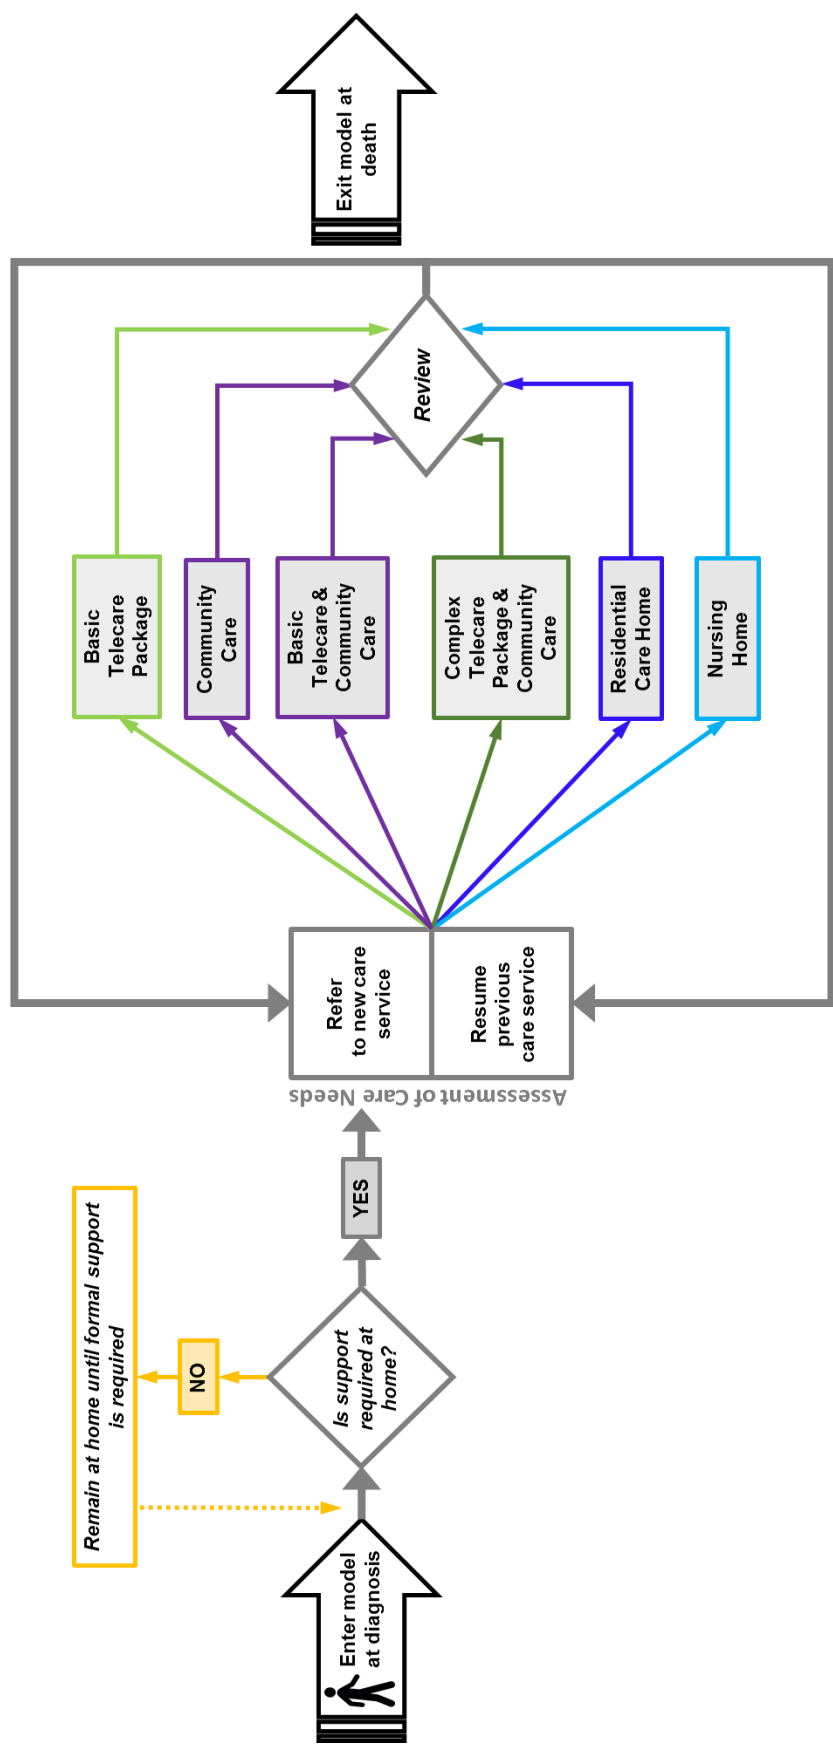 Enter model
at diagnosis
Is support
required at
home?
NO
Remain at home until formal support
is required
YES
Assessment of Care Needs
Refer
to new care
service
Resume
previous
care service
Basic
Telecare
Package
Community
Care
Basic
Telecare &
Community
Care
Complex
Telecare
Package &
Community
Care
Residential
Care Home
Nursing
Home
Review
Exit model at
death